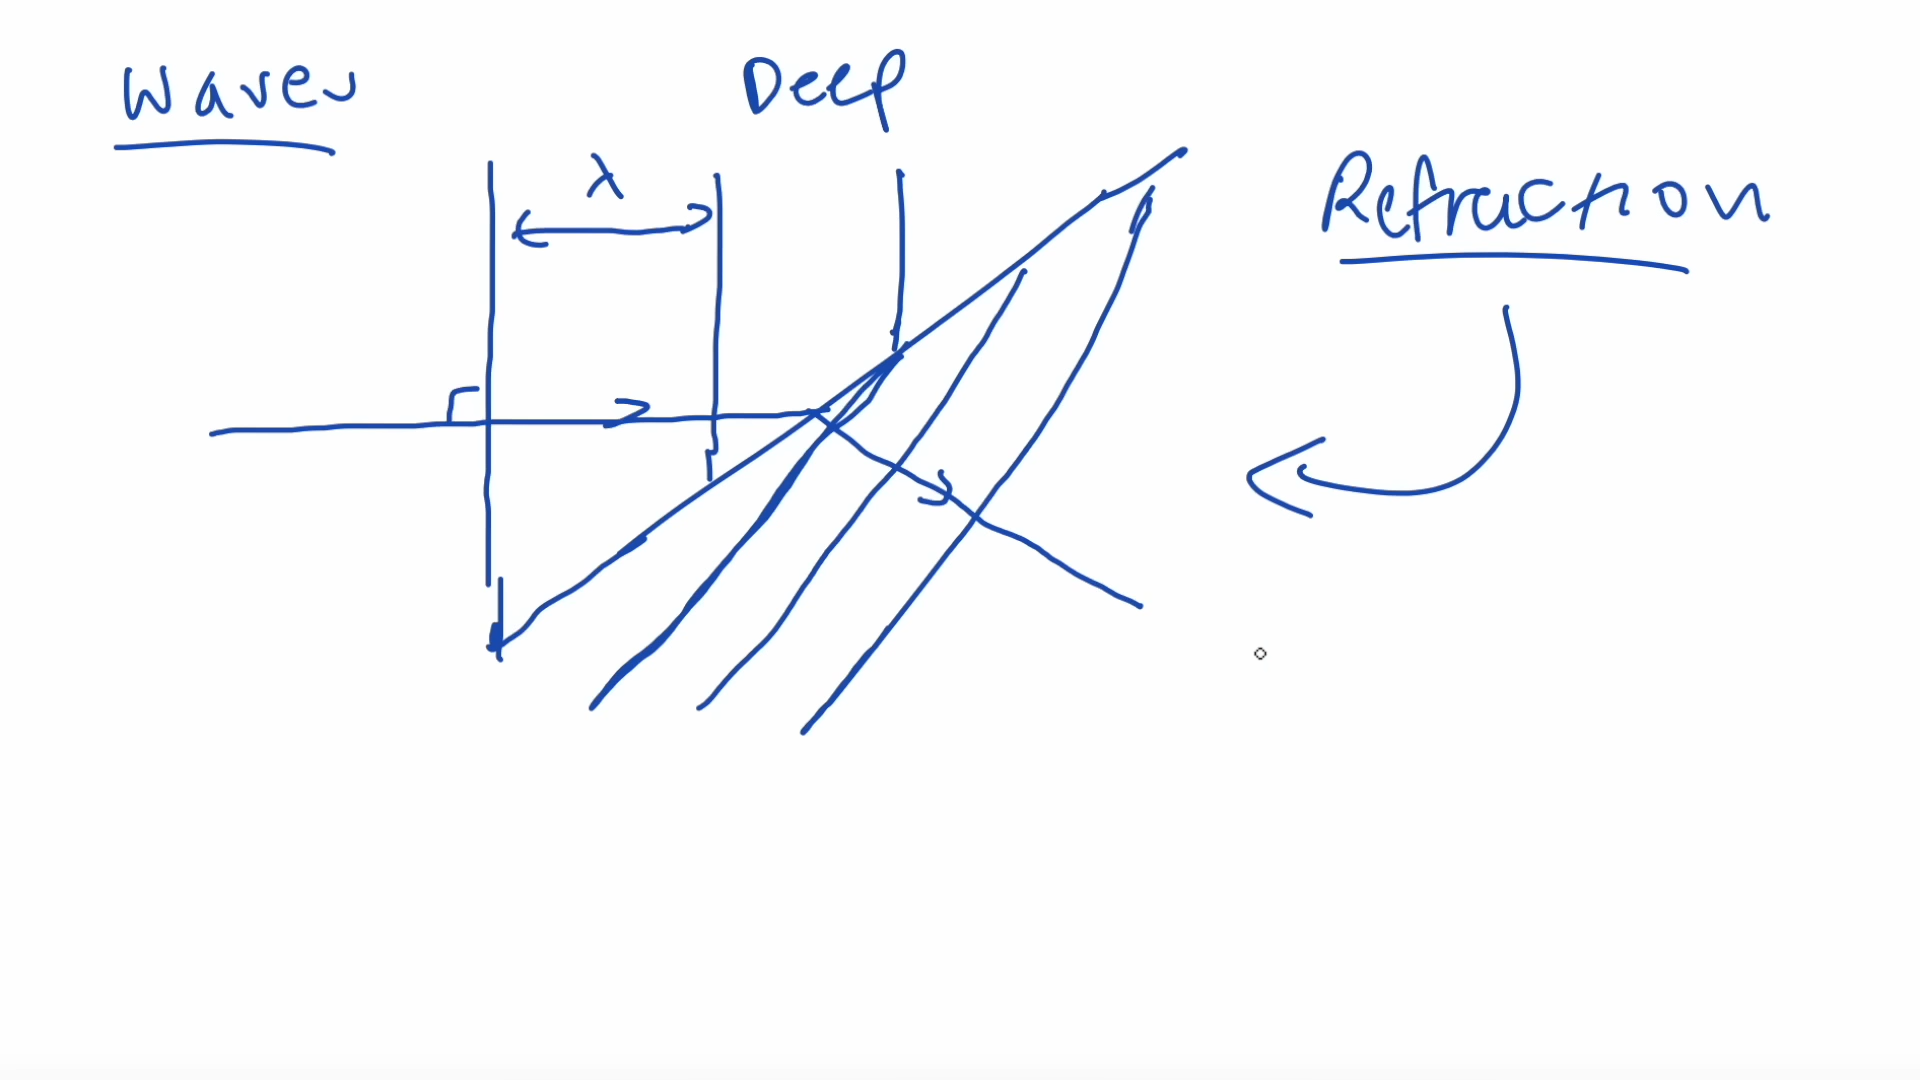 Waves
Deep
λ
Refraction